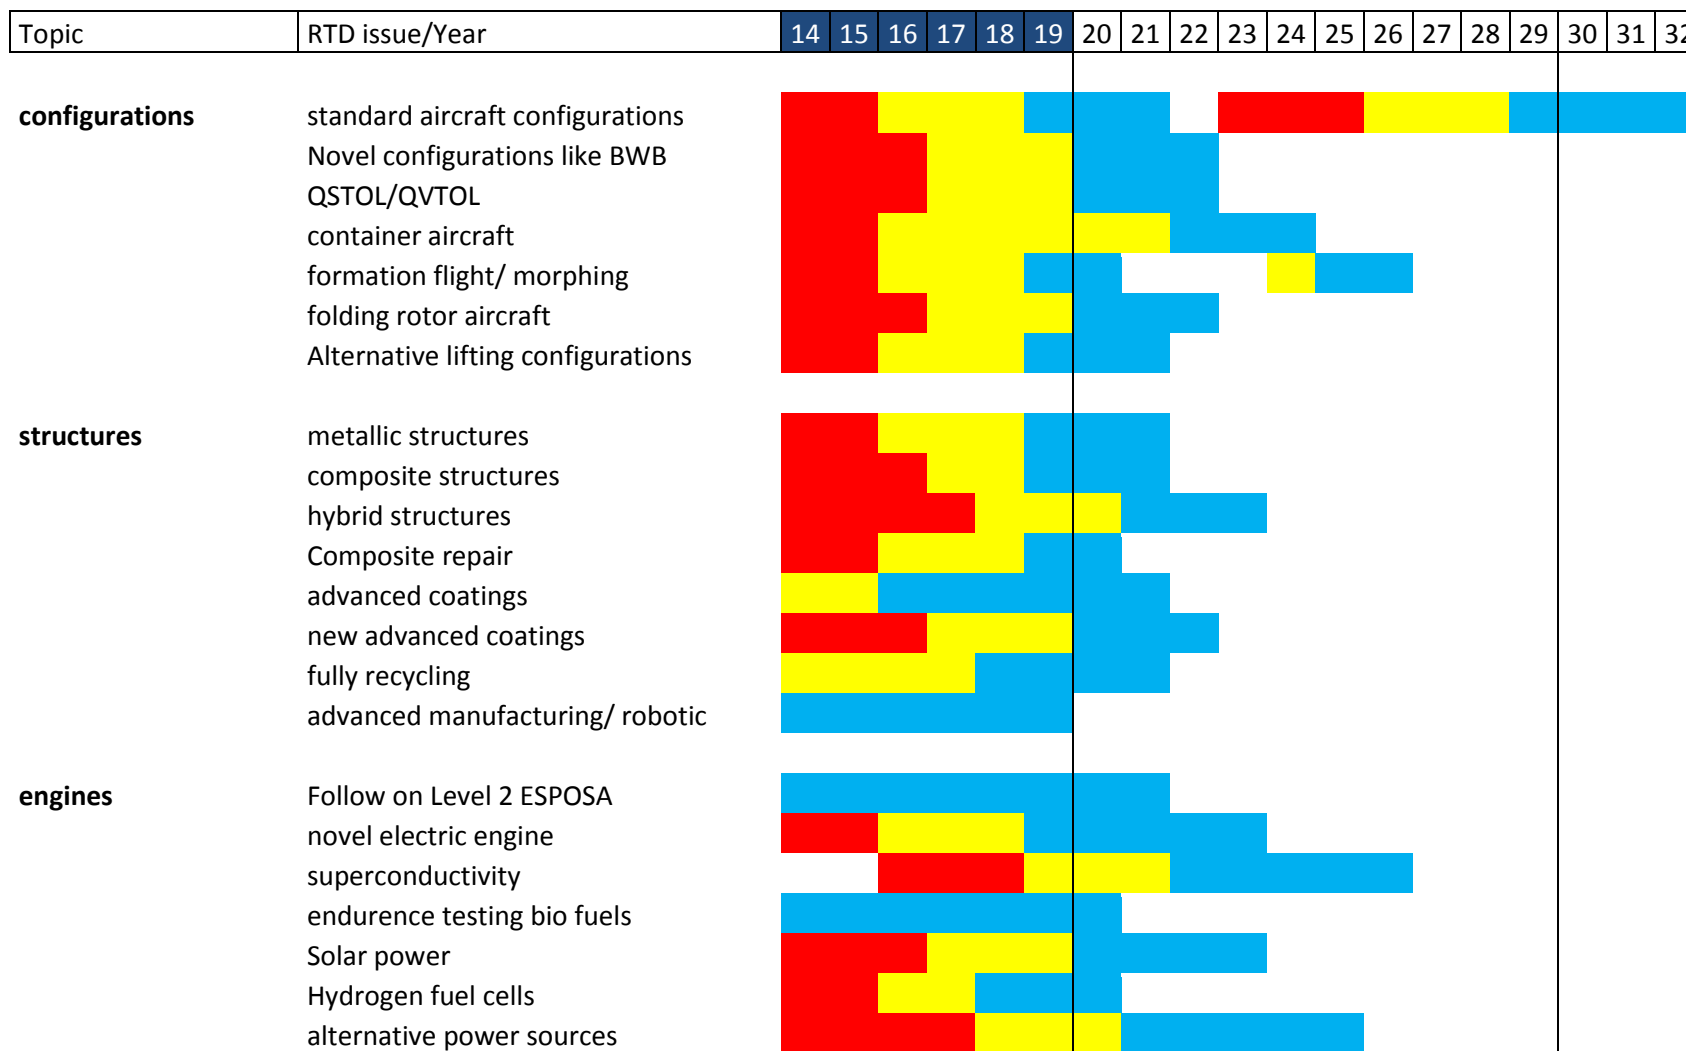 Topic RTD issue/Year 14 15 16 17 18 19 20 21 22 23 24 25 26 27 28 29 30 31 32
configurations standard aircraft configurations
Novel configurations like BWB
QSTOL/QVTOL
container aircraft
formation flight/ morphing
folding rotor aircraft
Alternative lifting configurations
structures metallic structures
composite structures
hybrid structures
Composite repair
advanced coatings
new advanced coatings
fully recycling
advanced manufacturing/ robotic
engines Follow on Level 2 ESPOSA
novel electric engine
superconductivity
endurence testing bio fuels
Solar power
Hydrogen fuel cells
alternative power sources